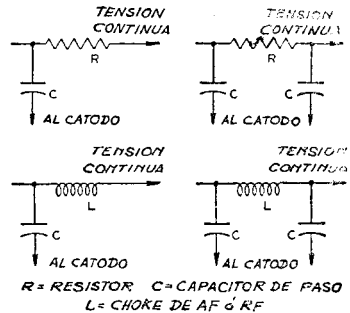 TENSION CONTINUA
R
C
AL CATODO
TENSION CONTINUA
R
C C
AL CATODO
TENSION CONTINUA
L
C
AL CATODO
TENSION CONTINUA
L
C C
AL CATODO
R = RESISTOR C = CAPACITOR DE PASO
L = CHOKE DE AF ó RF